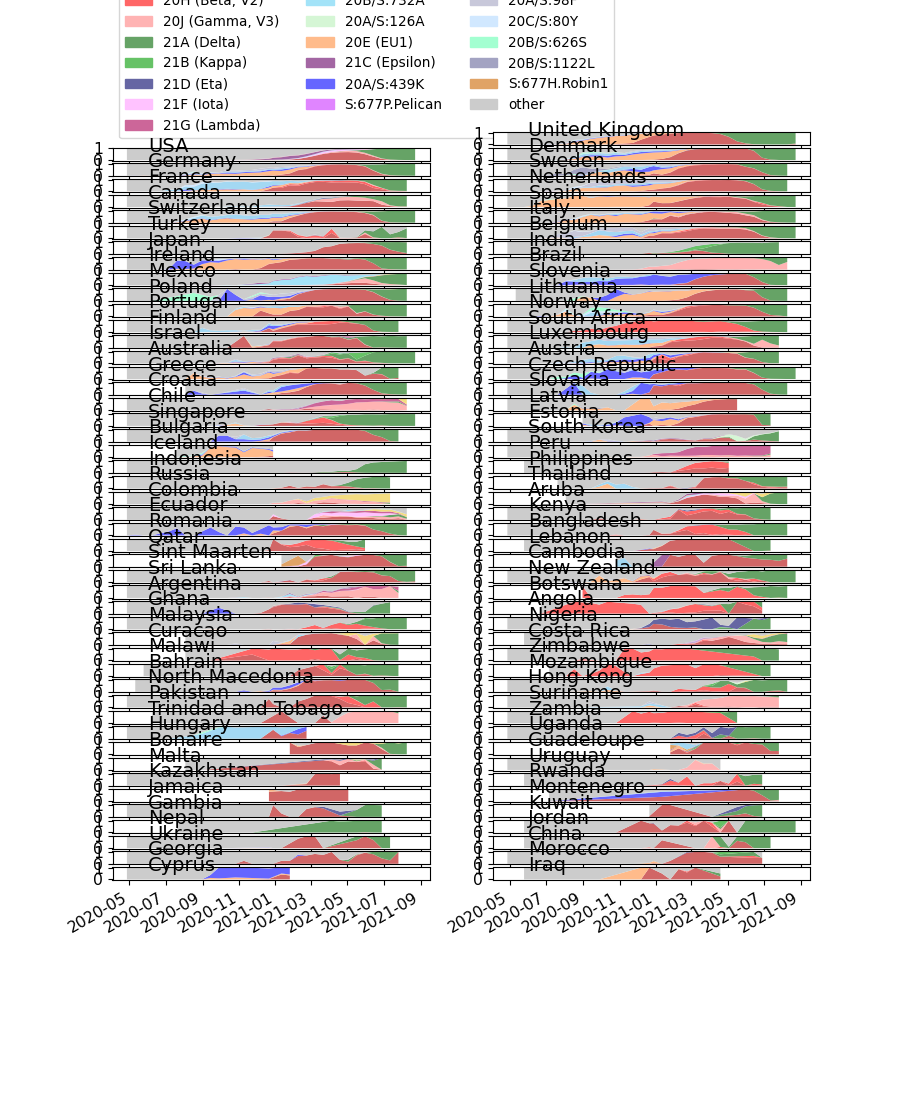 20H (Beta, V2) 20B/S:732A 20A/S:98F
20J (Gamma, V3) 20A/S:126A 20C/S:80Y
21A (Delta) 20E (EU1) 20B/S:626S
21B (Kappa) 21C (Epsilon) 20B/S:1122L
21D (Eta) 20A/S:439K S:677H.Robin1
21F (Iota) S:677P.Pelican other
21G (Lambda)
USA
Germany
France
Canada
Switzerland
Turkey
Japan
Ireland
Mexico
Poland
Portugal
Finland
Israel
Australia
Greece
Croatia
Chile
Singapore
Bulgaria
Iceland
Indonesia
Russia
Colombia
Ecuador
Romania
Qatar
Sint Maarten
Sri Lanka
Argentina
Ghana
Malaysia
Curacao
Malawi
Bahrain
North Macedonia
Pakistan
Trinidad and Tobago
Hungary
Bonaire
Malta
Kazakhstan
Jamaica
Gambia
Nepal
Ukraine
Georgia
Cyprus
0
2020-05 2020-07 2020-09 2020-11 2021-01 2021-03 2021-05 2021-07 2021-09
United Kingdom
Denmark
Sweden
Netherlands
Spain
Italy
Belgium
India
Brazil
Slovenia
Lithuania
Norway
South Africa
Luxembourg
Austria
Czech Republic
Slovakia
Latvia
Estonia
South Korea
Peru
Philippines
Thailand
Aruba
Kenya
Bangladesh
Lebanon
Cambodia
New Zealand
Botswana
Angola
Nigeria
Costa Rica
Zimbabwe
Mozambique
Hong Kong
Suriname
Zambia
Uganda
Guadeloupe
Uruguay
Rwanda
Montenegro
Kuwait
Jordan
China
Morocco
Iraq
0
2020-05 2020-07 2020-09 2020-11 2021-01 2021-03 2021-05 2021-07 2021-09